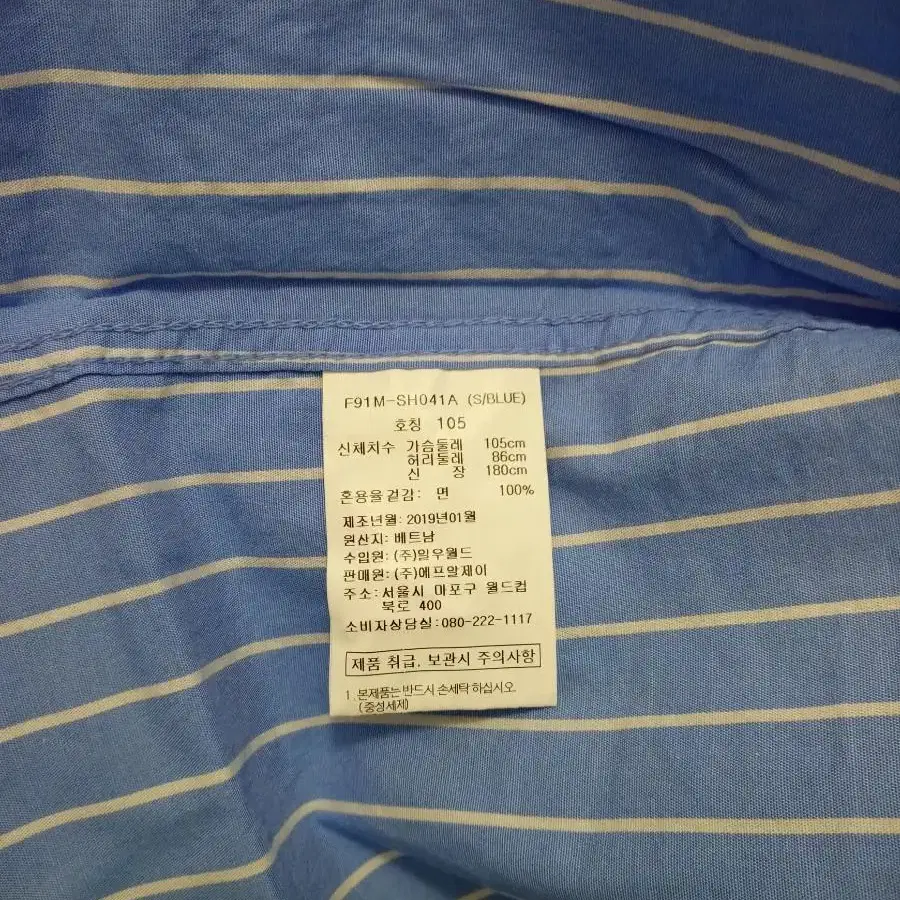 F91M-SH041A (S/BLUE)
호칭 105
신체치수 가슴둘레 105cm
허리둘레 86cm
신 장 180cm
혼용율겉감: 면 100%
제조년월: 2019년01월
원산지: 베트남
수입원: (주)일우월드
판매원: (주)에프알제이
주소: 서울시 마포구 월드컵
북로 400
소비자상담실: 080-222-1117
제품 취급, 보관시 주의사항
1. 본제품는 반드시 손세탁 하십시오.
(중성세제)